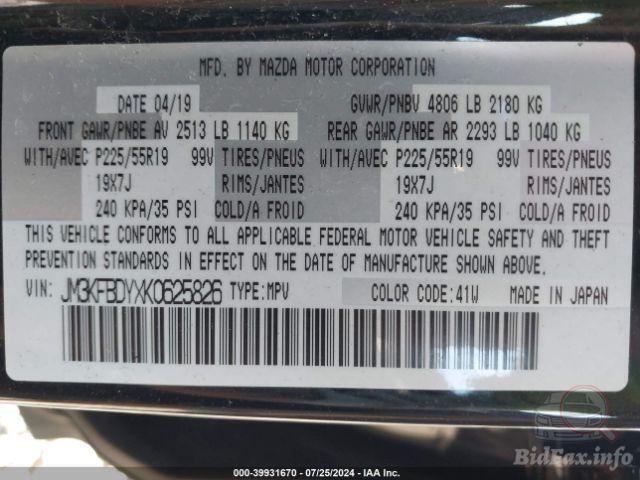 MFD. BY MAZDA MOTOR CORPORATION
DATE 04/19 GVWR/PNBV 4806 LB 2180 KG
FRONT GAWR/PNBE AV 2513 LB 1140 KG REAR GAWR/PNBE AR 2293 LB 1040 KG
WITH/AVEC P225/55R19 99V TIRES/PNEUS WITH/AVEC P225/55R19 99V TIRES/PNEUS
19X7J RIMS/JANTES 19X7J RIMS/JANTES
240 KPA/35 PSI COLD/A FROID 240 KPA/35 PSI COLD/A FROID
THIS VEHICLE CONFORMS TO ALL APPLICABLE FEDERAL MOTOR VEHICLE SAFETY AND THEFT
PREVENTION STANDARDS IN EFFECT ON THE DATE OF MANUFACTURE SHOWN ABOVE.
VIN: JM3KFBDYXK0625826 TYPE:MPV COLOR CODE:41W MADE IN JAPAN
BidFax.info
000-39931670 - 07/25/2024 - IAA Inc.